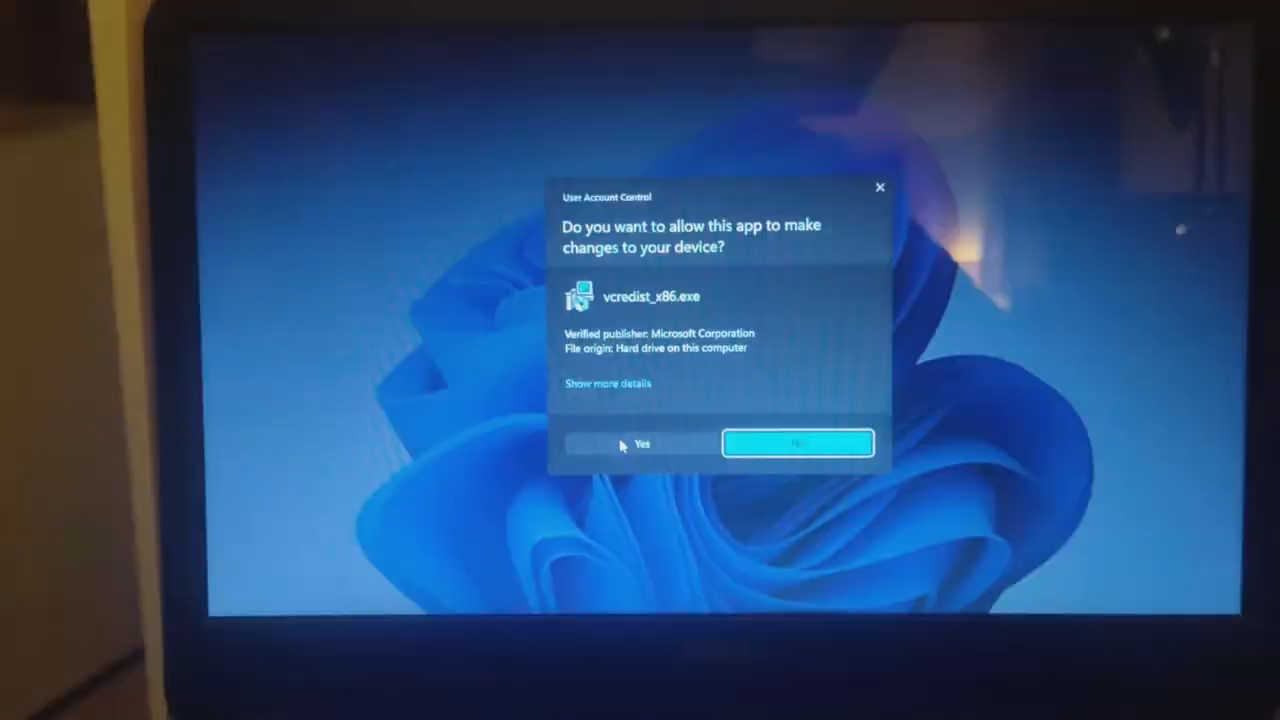 User Account Control
Do you want to allow this app to make
changes to your device?
vcredist_x86.exe
Verified publisher: Microsoft Corporation
File origin: Hard drive on this computer
Show more details
Yes
No